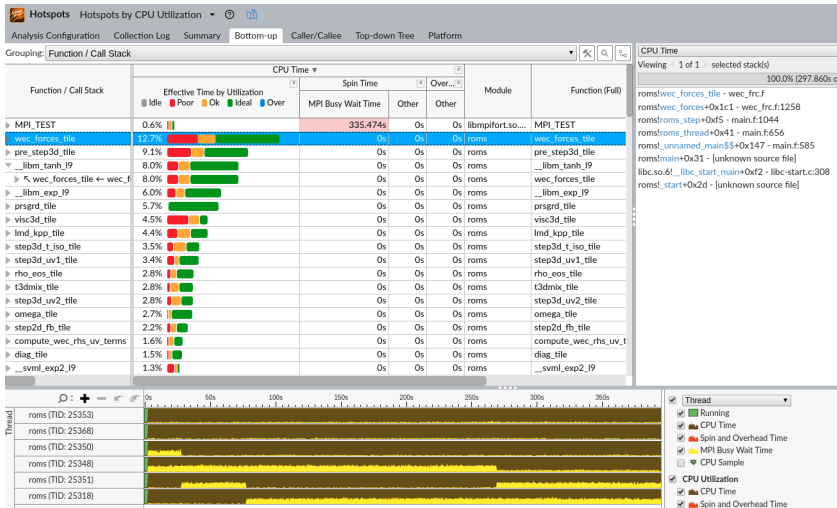 Hotspots Hotspots by CPU Utilization
Analysis Configuration Collection Log Summary Bottom-up Caller/Callee Top-down Tree Platform
Grouping: Function / Call Stack
CPU Time
Function / Call Stack
CPU Time ▼
Effective Time by Utilization
Idle Poor Ok Ideal Over
Spin Time
Over...
MPI Busy Wait Time Other Other
Module
Function (Full)
MPI_TEST 0.6% 335.474s 0s 0s libmpifort.so.... MPI_TEST
wec_forces_tile 12.7% 0s 0s 0s roms wec_forces_tile
pre_step3d_tile 9.1% 0s 0s 0s roms pre_step3d_tile
__libm_tanh_l9 8.0% 0s 0s 0s roms __libm_tanh_l9
↖ wec_forces_tile ← wec_f 8.0% 0s 0s 0s roms wec_forces_tile
__libm_exp_l9 6.0% 0s 0s 0s roms __libm_exp_l9
prsgrd_tile 5.7% 0s 0s 0s roms prsgrd_tile
visc3d_tile 4.5% 0s 0s 0s roms visc3d_tile
lmd_kpp_tile 4.4% 0s 0s 0s roms lmd_kpp_tile
step3d_t_iso_tile 3.5% 0s 0s 0s roms step3d_t_iso_tile
step3d_uv1_tile 3.4% 0s 0s 0s roms step3d_uv1_tile
rho_eos_tile 2.8% 0s 0s 0s roms rho_eos_tile
t3dmix_tile 2.8% 0s 0s 0s roms t3dmix_tile
step3d_uv2_tile 2.8% 0s 0s 0s roms step3d_uv2_tile
omega_tile 2.7% 0s 0s 0s roms omega_tile
step2d_fb_tile 2.2% 0s 0s 0s roms step2d_fb_tile
compute_wec_rhs_uv_terms 1.6% 0s 0s 0s roms compute_wec_rhs_uv_t
diag_tile 1.5% 0s 0s 0s roms diag_tile
__svml_exp2_l9 1.3% 0s 0s 0s roms __svml_exp2_l9
Viewing ‹ 1 of 1 › selected stack(s)
100.0% (297.860s o
roms!wec_forces_tile - wec_frc.f
roms!wec_forces+0x1c1 - wec_frc.f:1258
roms!roms_step+0xf5 - main.f:1044
roms!roms_thread+0x41 - main.f:656
roms!_unnamed_main$$+0x147 - main.f:585
roms!main+0x31 - [unknown source file]
libc.so.6!__libc_start_main+0xf2 - libc-start.c:308
roms!_start+0x2d - [unknown source file]
0s 50s 100s 150s 200s 250s 300s 350s
Thread
roms (TID: 25353)
roms (TID: 25368)
roms (TID: 25350)
roms (TID: 25348)
roms (TID: 25351)
roms (TID: 25318)
Thread
Running
CPU Time
Spin and Overhead Time
MPI Busy Wait Time
CPU Sample
CPU Utilization
CPU Time
Spin and Overhead Time